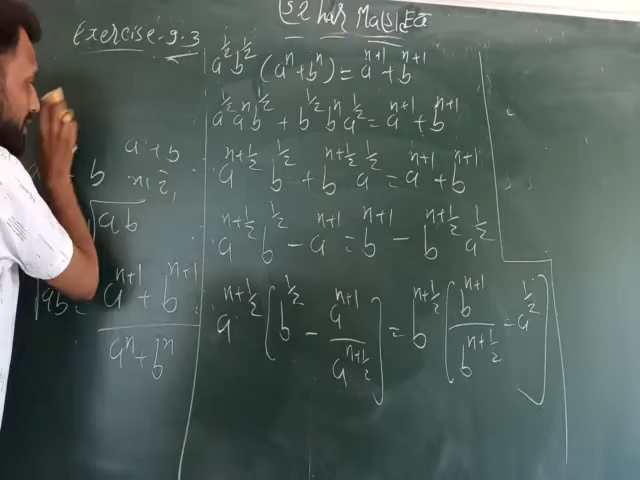 Exercise-9.3
a + b
b
√ab
√ab = (a^{n+1} + b^{n+1}) / (a^n + b^n)
a^{1/2} b^{1/2} (a^n + b^n) = a^{n+1} + b^{n+1}
a^{1/2} a^n b^{1/2} + b^{1/2} b^n a^{1/2} = a^{n+1} + b^{n+1}
a^{n+1/2} b^{1/2} + b^{n+1/2} a^{1/2} = a^{n+1} + b^{n+1}
a^{n+1/2} b^{1/2} - a^{n+1} = b^{n+1} - b^{n+1/2} a^{1/2}
a^{n+1/2} [b^{1/2} - a^{n+1} / a^{n+1/2}] = b^{n+1/2} [b^{n+1} / b^{n+1/2} = a^{1/2}]